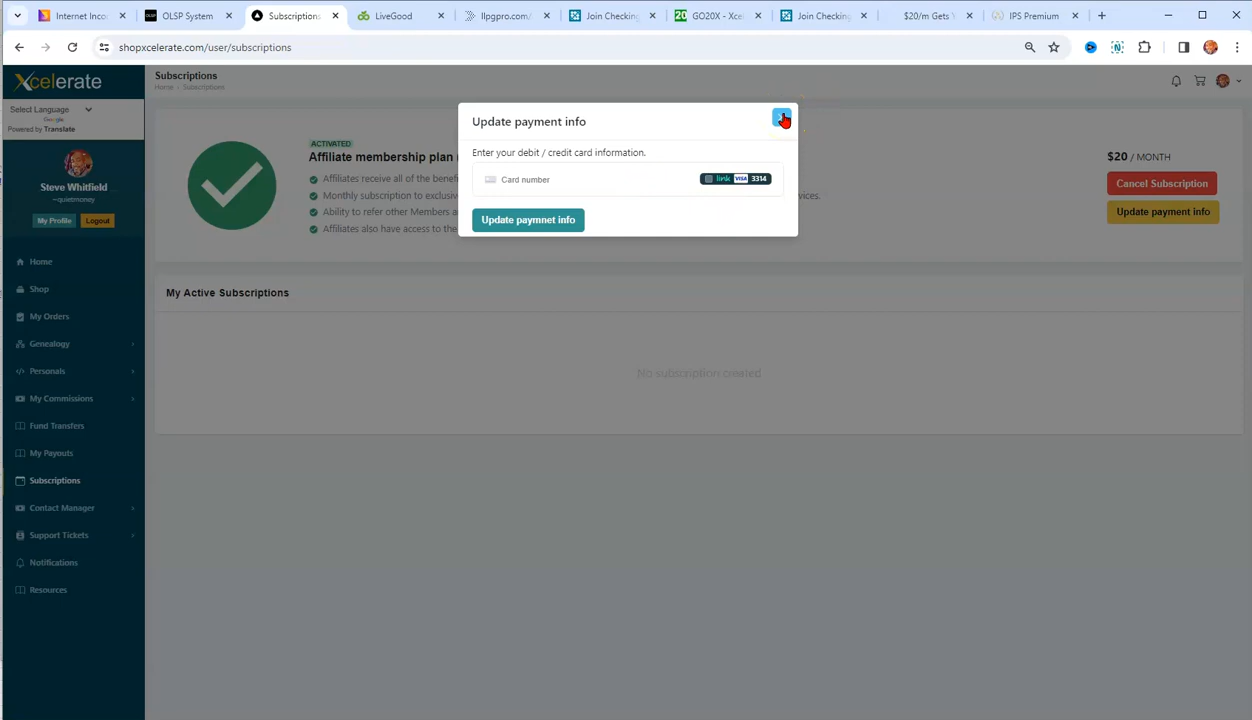 Internet Inco
OLSP System
Subscriptions
LiveGood
llpgpro.com/
Join Checking
GO20X - Xcel
Join Checking
$20/m Gets Y
IPS Premium
shopxcelerate.com/user/subscriptions
Xcelerate
Select Language
Google
Powered by Translate
Steve Whitfield
~quietmoney
My Profile
Logout
Home
Shop
My Orders
Genealogy
Personals
My Commissions
Fund Transfers
My Payouts
Subscriptions
Contact Manager
Support Tickets
Notifications
Resources
Subscriptions
Home - Subscriptions
ACTIVATED
Affiliate membership plan (
Affiliates receive all of the benef
Monthly subscription to exclusiv
Ability to refer other Members a
Affiliates also have access to the
vices.
$20 / MONTH
Cancel Subscription
Update payment info
Update payment info
Enter your debit / credit card information.
Card number
link VISA 3314
Update paymnet info
My Active Subscriptions
No subscription created